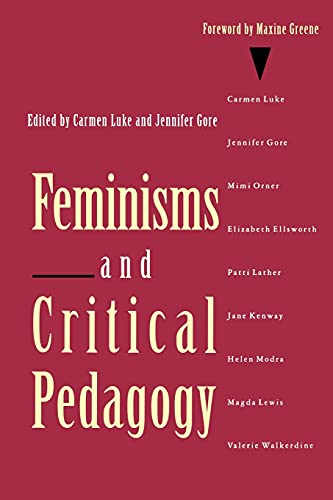 Foreword by Maxine Greene
Edited by Carmen Luke and Jennifer Gore
Feminisms
and
Critical
Pedagogy
Carmen Luke
Jennifer Gore
Mimi Orner
Elizabeth Ellsworth
Patti Lather
Jane Kenway
Helen Modra
Magda Lewis
Valerie Walkerdine